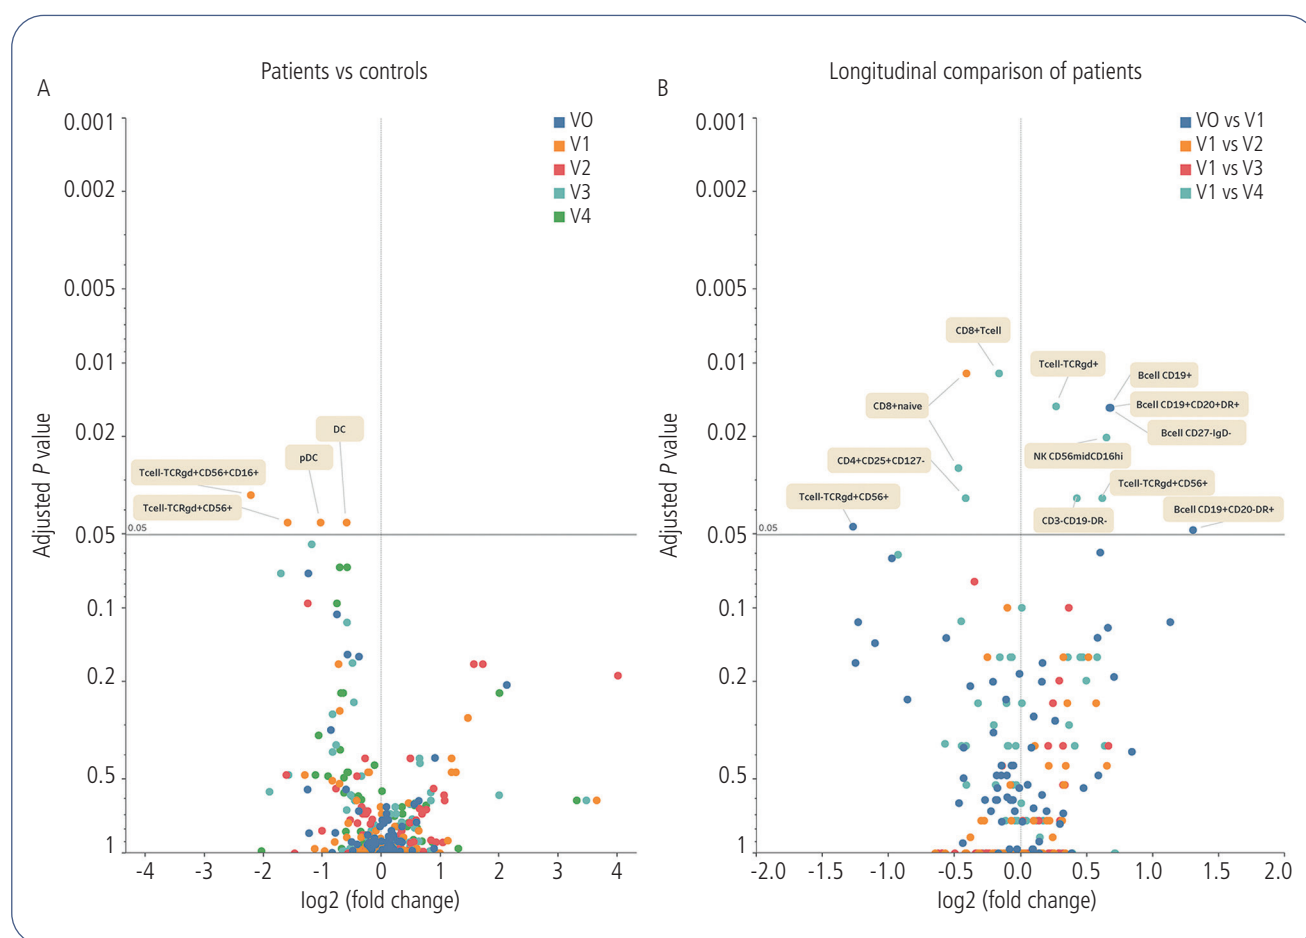 Patients vs controls
A
VO
V1
V2
V3
V4
0.001
0.002
0.005
0.01
0.02
0.05
0.1
0.2
0.5
1
Adjusted P value
DC
pDC
Tcell-TCRgd+CD56+CD16+
Tcell-TCRgd+CD56+
0.05
-4
-3
-2
-1
0
1
2
3
4
log2 (fold change)
Longitudinal comparison of patients
B
VO vs V1
V1 vs V2
V1 vs V3
V1 vs V4
0.001
0.002
0.005
0.01
0.02
0.05
0.1
0.2
0.5
1
Adjusted P value
CD8+Tcell
Tcell-TCRgd+
Bcell CD19+
CD8+naive
Bcell CD19+CD20+DR+
Bcell CD27-IgD-
NK CD56midCD16hi
CD4+CD25+CD127-
Tcell-TCRgd+CD56+
Tcell-TCRgd+CD56+
Bcell CD19+CD20-DR+
CD3-CD19-DR-
0.05
-2.0
-1.5
-1.0
-0.5
0.0
0.5
1.0
1.5
2.0
log2 (fold change)